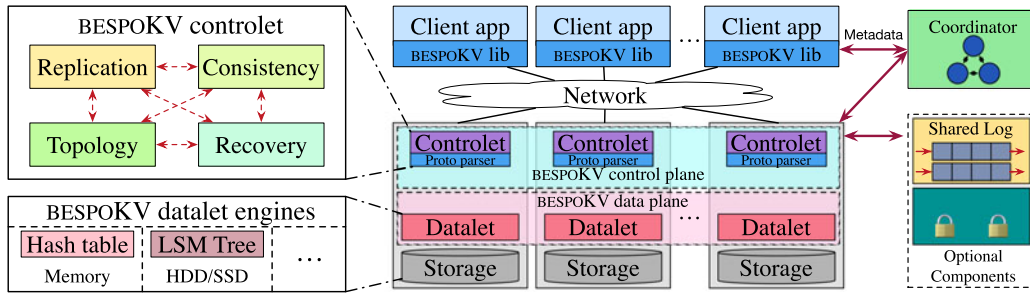 BESPOKV controlet
Replication
Consistency
Topology
Recovery
BESPOKV datalet engines
Hash table
LSM Tree
...
Memory
HDD/SSD
Client app
BESPOKV lib
Client app
BESPOKV lib
...
Client app
BESPOKV lib
Metadata
Coordinator
Network
Controlet
Proto parser
Controlet
Proto parser
Controlet
Proto parser
BESPOKV control plane
BESPOKV data plane
Datalet
Datalet
...
Datalet
Storage
Storage
Storage
Shared Log
Optional
Components